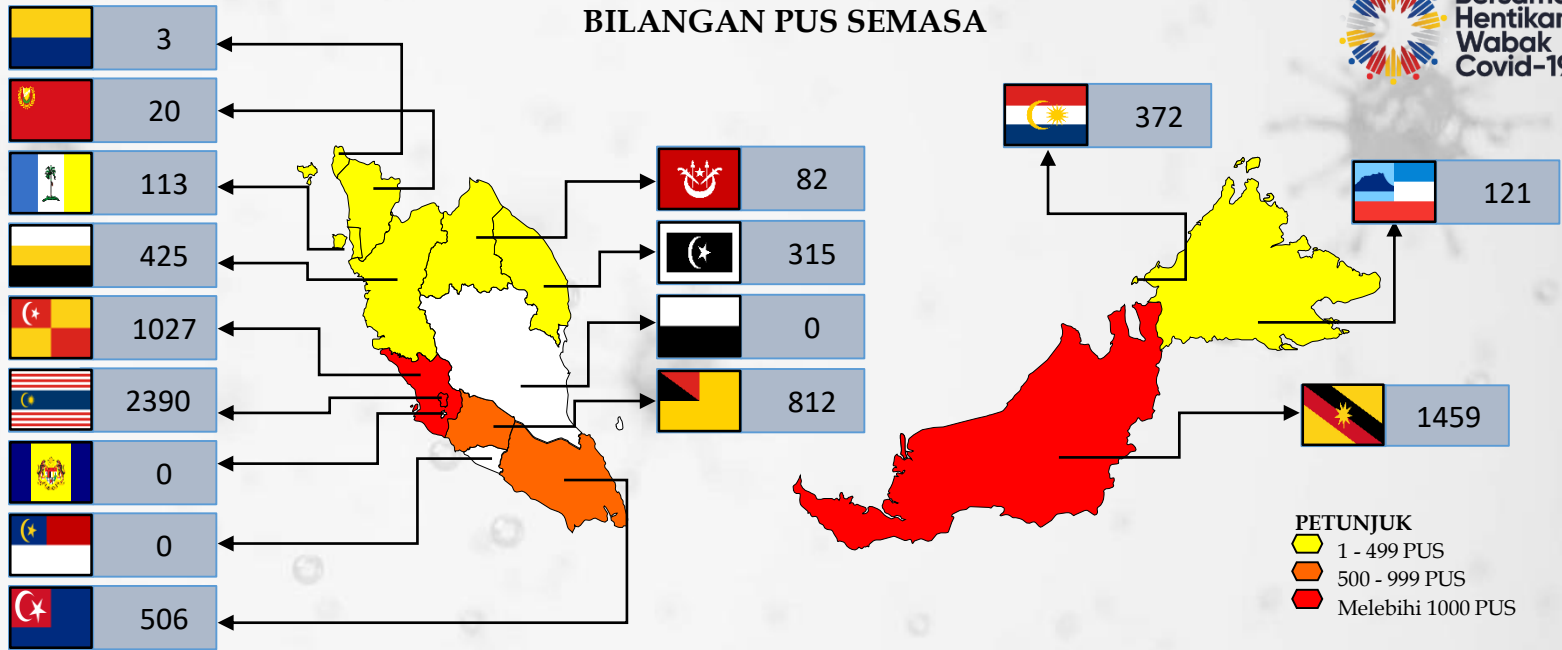 BILANGAN PUS SEMASA
Hentikan
Wabak
Covid-19
3
20
113
425
1027
2390
0
0
506
82
315
0
812
372
121
1459
PETUNJUK
1 - 499 PUS
500 - 999 PUS
Melebihi 1000 PUS